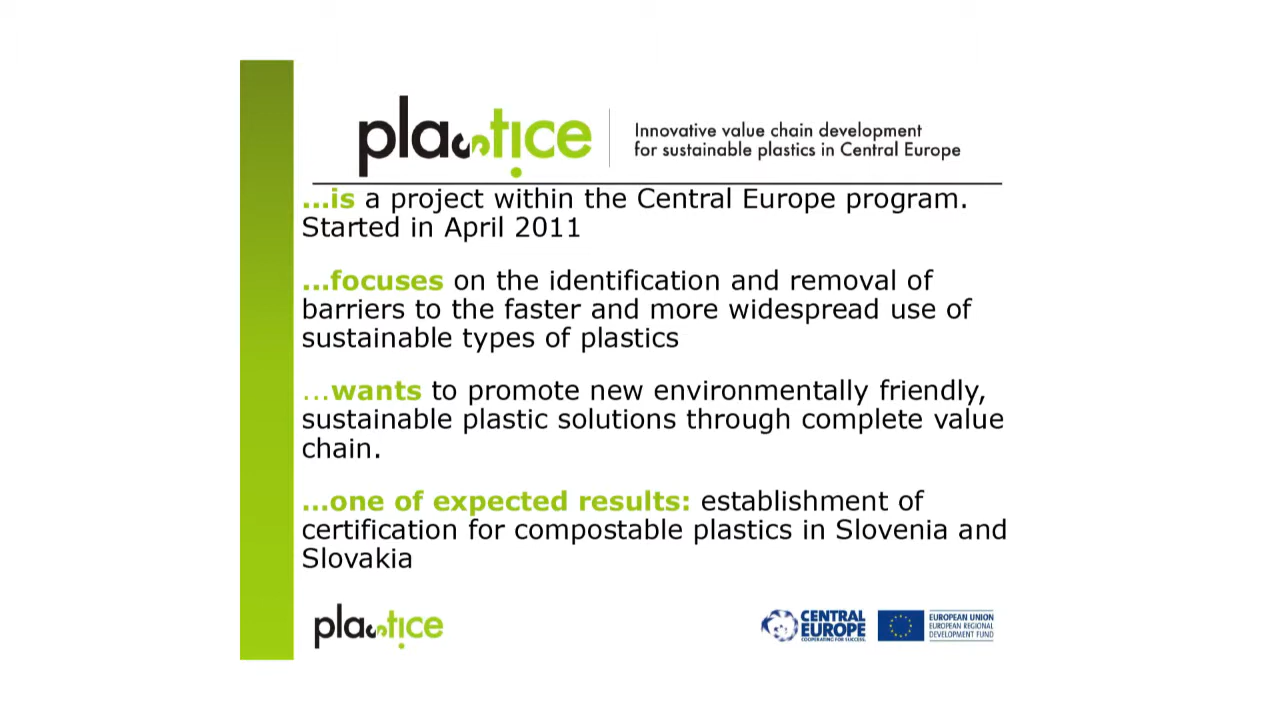 plastice
Innovative value chain development
for sustainable plastics in Central Europe
...is a project within the Central Europe program.
Started in April 2011
...focuses on the identification and removal of
barriers to the faster and more widespread use of
sustainable types of plastics
...wants to promote new environmentally friendly,
sustainable plastic solutions through complete value
chain.
...one of expected results: establishment of
certification for compostable plastics in Slovenia and
Slovakia
plastice
CENTRAL
EUROPE
COOPERATING FOR SUCCESS.
EUROPEAN UNION
EUROPEAN REGIONAL
DEVELOPMENT FUND